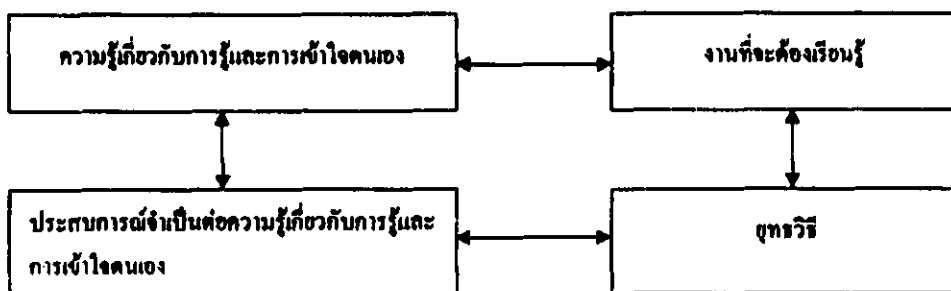 ความรู้เกี่ยวกับการรู้และการเข้าใจตนเอง
งานที่จะต้องเรียนรู้
ประสบการณ์จำเป็นต่อความรู้เกี่ยวกับการรู้และ
การเข้าใจตนเอง
ยุทธวิธี